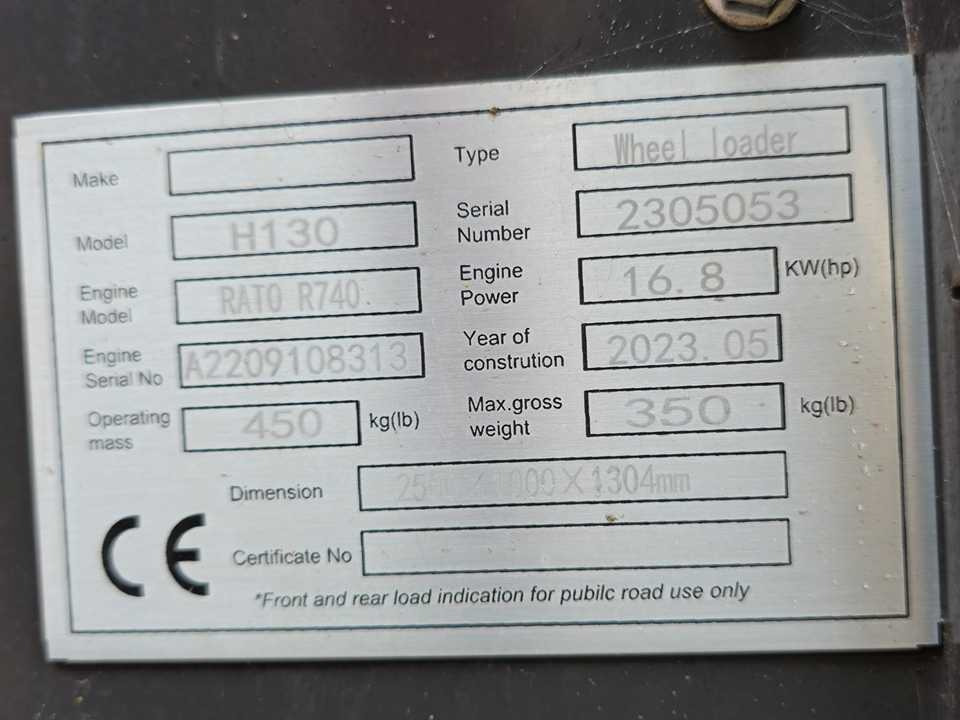 Make
Type Wheel loader
Model H130
Serial Number 2305053
Engine Model RATO R740
Engine Power 16.8 KW(hp)
Engine Serial No A2209108313
Year of constrution 2023.05
Operating mass 450 kg(lb)
Max.gross weight 350 kg(lb)
Dimension 1304mm
Certificate No
CE
*Front and rear load indication for pubilc road use only